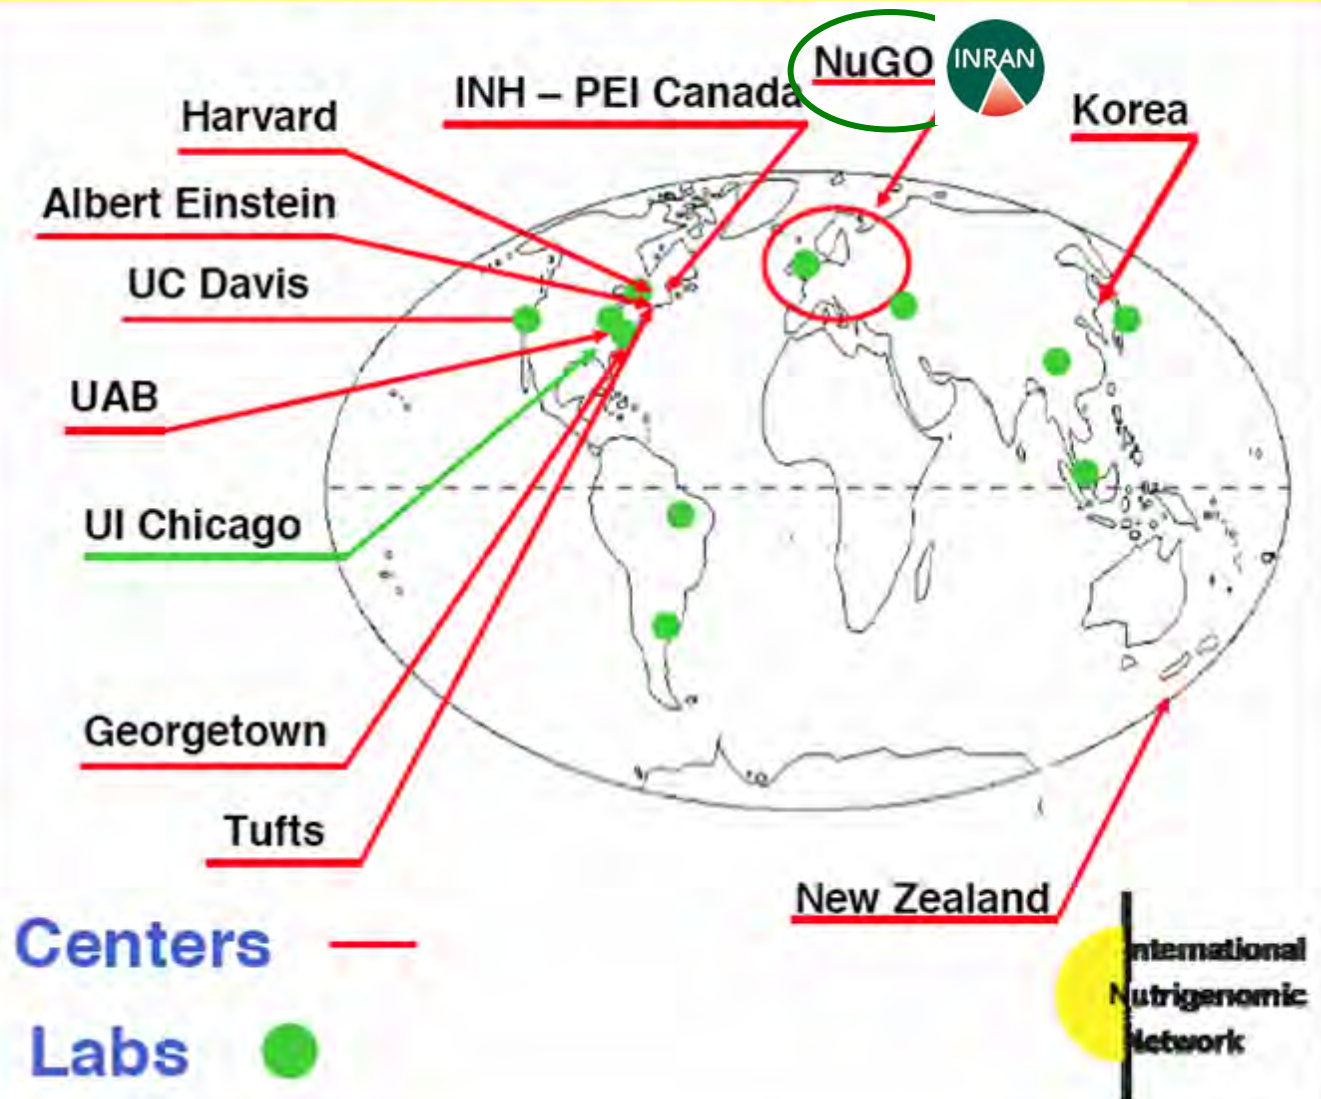 NuGO
INRAN
INH – PEI Canada
Korea
Harvard
Albert Einstein
UC Davis
UAB
UI Chicago
Georgetown
Tufts
New Zealand
Centers
Labs
International
Nutrigenomic
Network